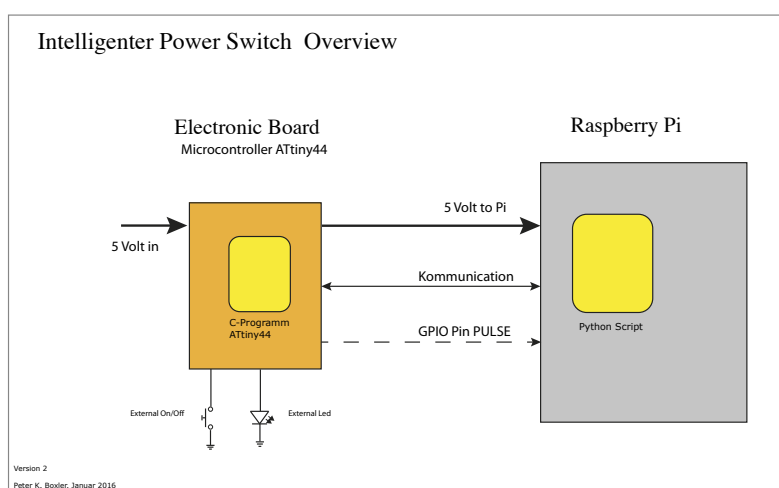 Intelligenter Power Switch Overview
Electronic Board
Microcontroller ATtiny44
Raspberry Pi
5 Volt to Pi
5 Volt in
Kommunication
C-Programm
ATtiny44
GPIO Pin PULSE
Python Script
External On/Off
External Led
Version 2
Peter K. Boxler, Januar 2016